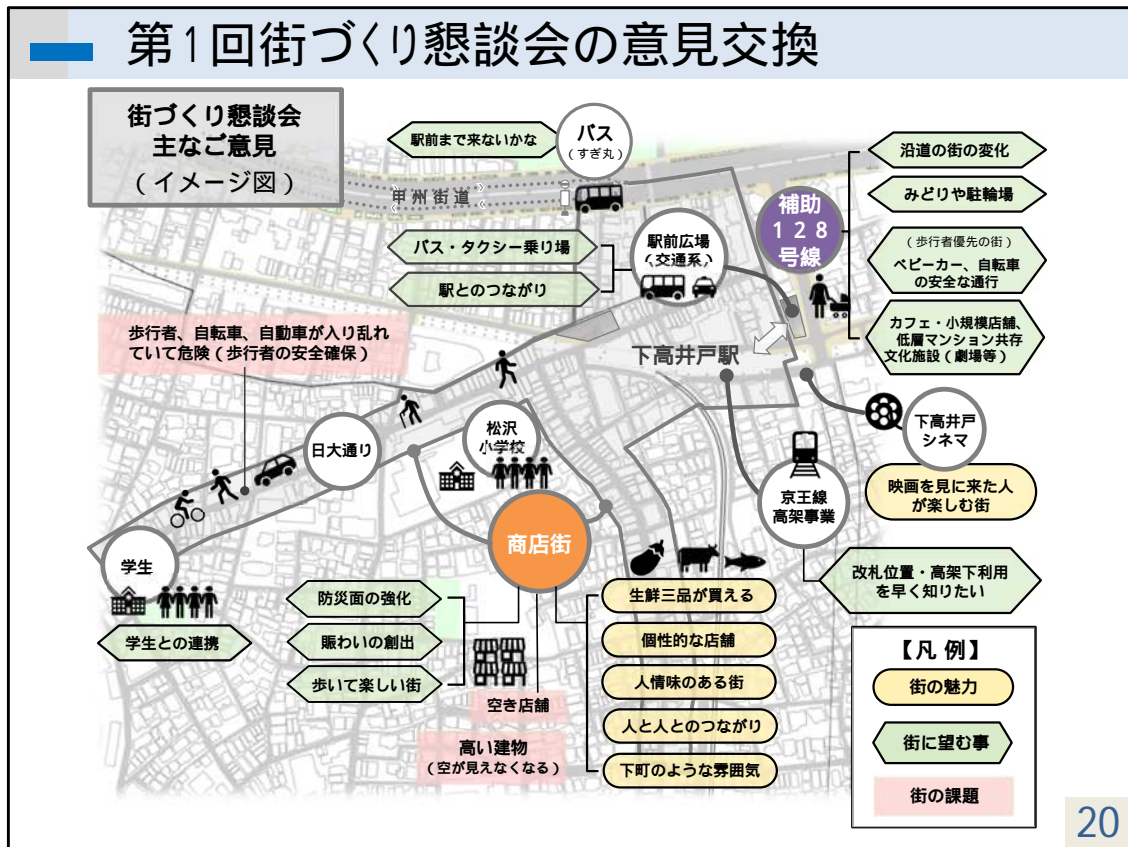 第1回街づくり懇談会の意見交換
街づくり懇談会
主なご意見
（イメージ図）
駅前まで来ないかな
バス
（すぎ丸）
甲州街道
バス・タクシー乗り場
駅とのつながり
駅前広場
（交通系）
補助
１２８
号線
沿道の街の変化
みどりや駐輪場
（歩行者優先の街）
ベビーカー、自転車
の安全な通行
カフェ・小規模店舗、
低層マンション共存
文化施設（劇場等）
歩行者、自転車、自動車が入り乱れ
ていて危険（歩行者の安全確保）
下高井戸駅
日大通り
松沢
小学校
下高井戸
シネマ
映画を見に来た人
が楽しむ街
京王線
高架事業
改札位置・高架下利用
を早く知りたい
商店街
学生
学生との連携
防災面の強化
賑わいの創出
歩いて楽しい街
空き店舗
高い建物
（空が見えなくなる）
生鮮三品が買える
個性的な店舗
人情味のある街
人と人とのつながり
下町のような雰囲気
【凡例】
街の魅力
街に望む事
街の課題
20